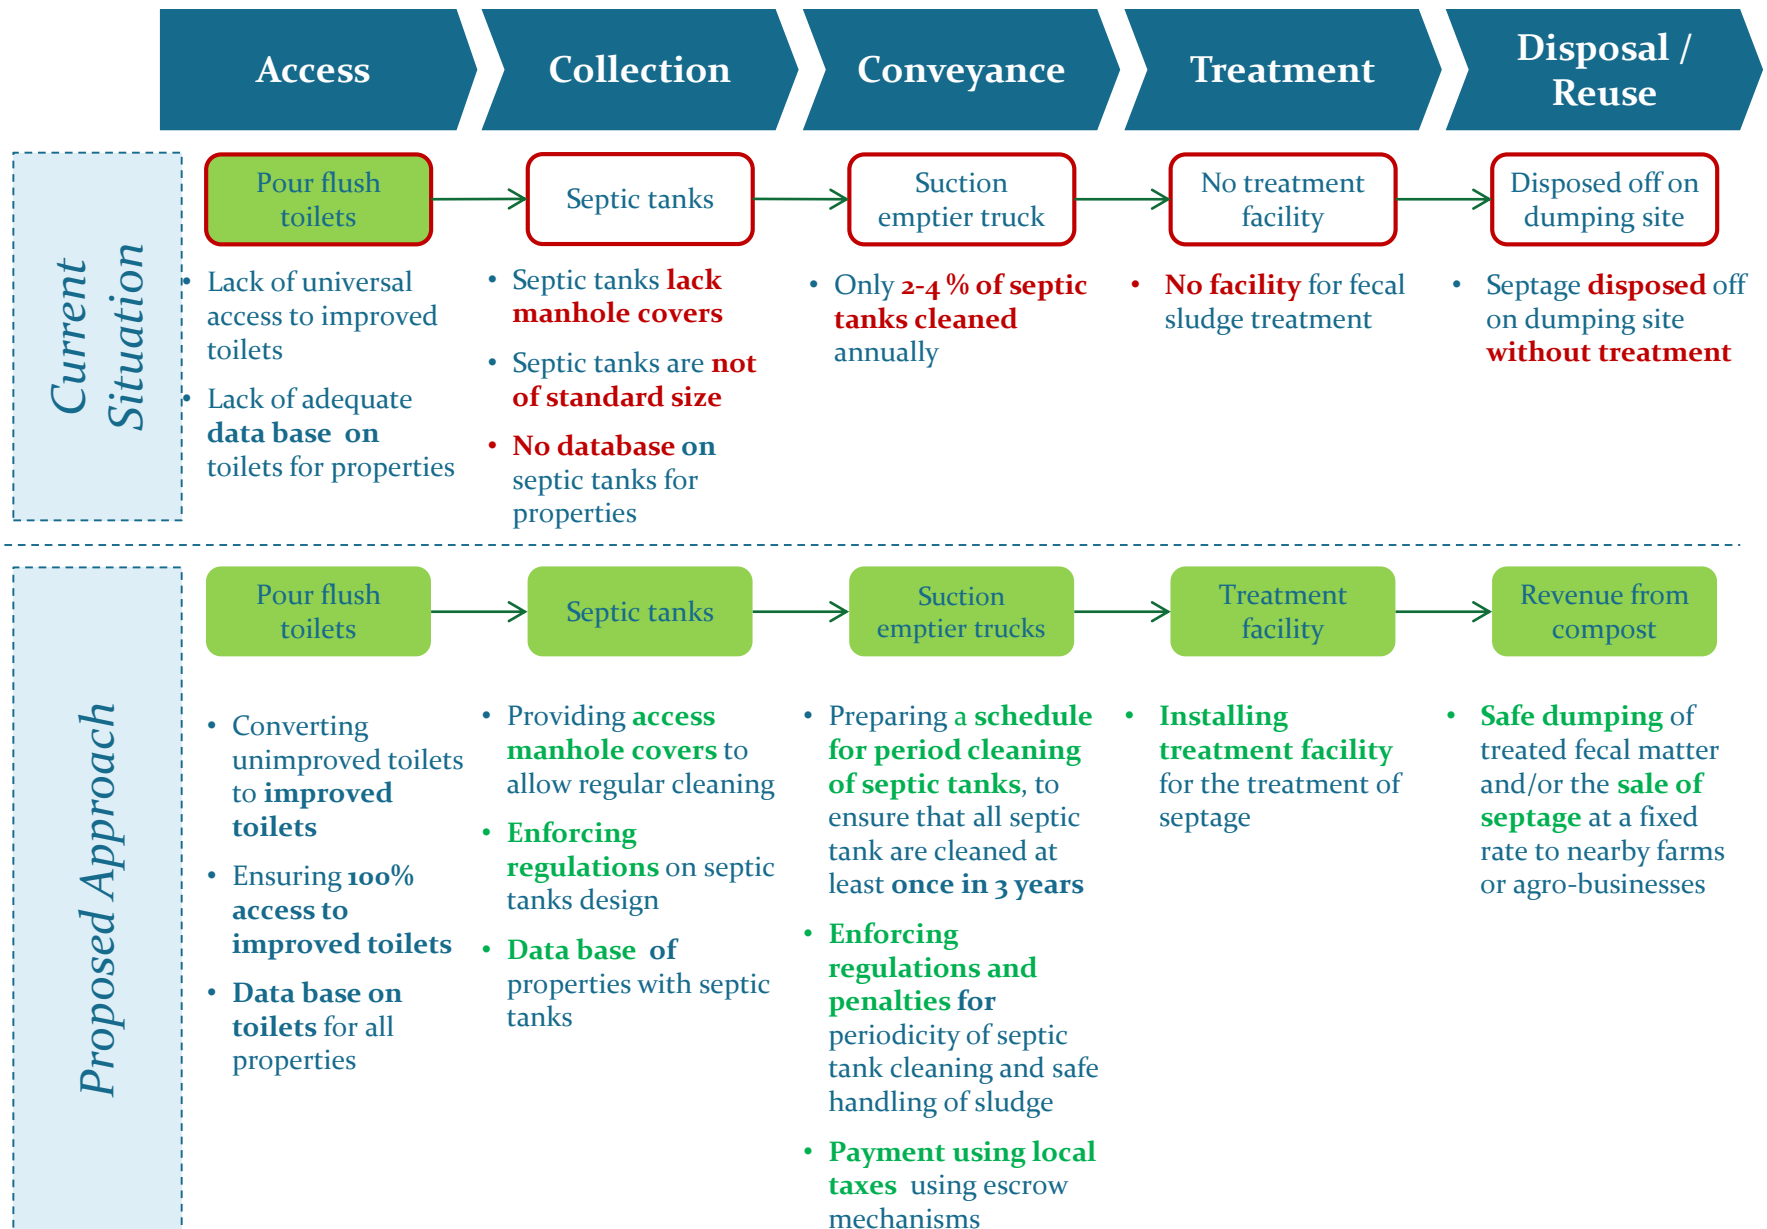 Access
Collection
Conveyance
Treatment
Disposal /
Reuse
Current
Situation
Pour flush
toilets
Septic tanks
Suction
emptier truck
No treatment
facility
Disposed off on
dumping site
• Lack of universal
access to improved
toilets
• Lack of adequate
data base on
toilets for properties
• Septic tanks lack
manhole covers
• Septic tanks are not
of standard size
• No database on
septic tanks for
properties
• Only 2-4 % of septic
tanks cleaned
annually
• No facility for fecal
sludge treatment
• Septage disposed off
on dumping site
without treatment
Proposed Approach
Pour flush
toilets
Septic tanks
Suction
emptier trucks
Treatment
facility
Revenue from
compost
• Converting
unimproved toilets
to improved
toilets
• Ensuring 100%
access to
improved toilets
• Data base on
toilets for all
properties
• Providing access
manhole covers to
allow regular cleaning
• Enforcing
regulations on septic
tanks design
• Data base of
properties with septic
tanks
• Preparing a schedule
for period cleaning
of septic tanks, to
ensure that all septic
tank are cleaned at
least once in 3 years
• Enforcing
regulations and
penalties for
periodicity of septic
tank cleaning and safe
handling of sludge
• Payment using local
taxes using escrow
mechanisms
• Installing
treatment facility
for the treatment of
septage
• Safe dumping of
treated fecal matter
and/or the sale of
septage at a fixed
rate to nearby farms
or agro-businesses